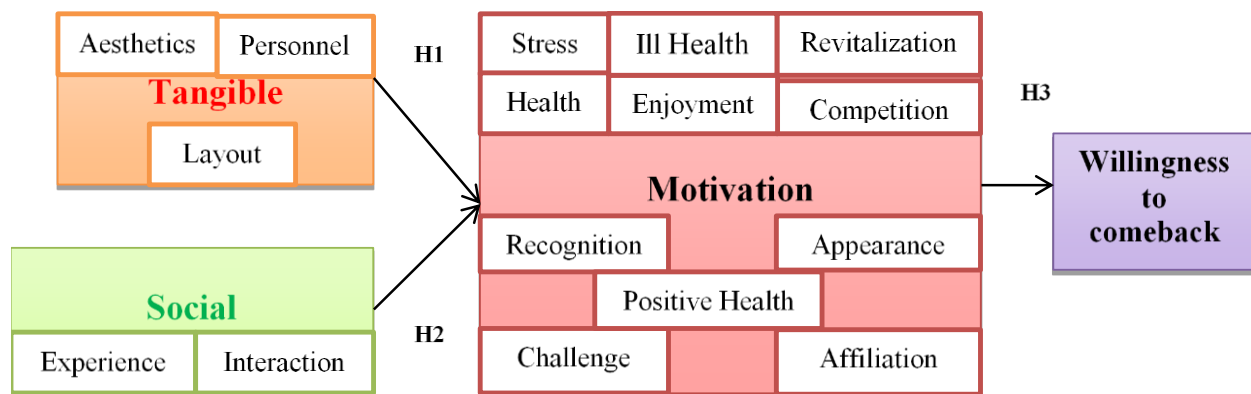 Aesthetics
Personnel
Tangible
Layout
H1
Social
Experience
Interaction
H2
Stress
Ill Health
Revitalization
Health
Enjoyment
Competition
Motivation
Recognition
Appearance
Positive Health
Challenge
Affiliation
H3
Willingness
to
comeback